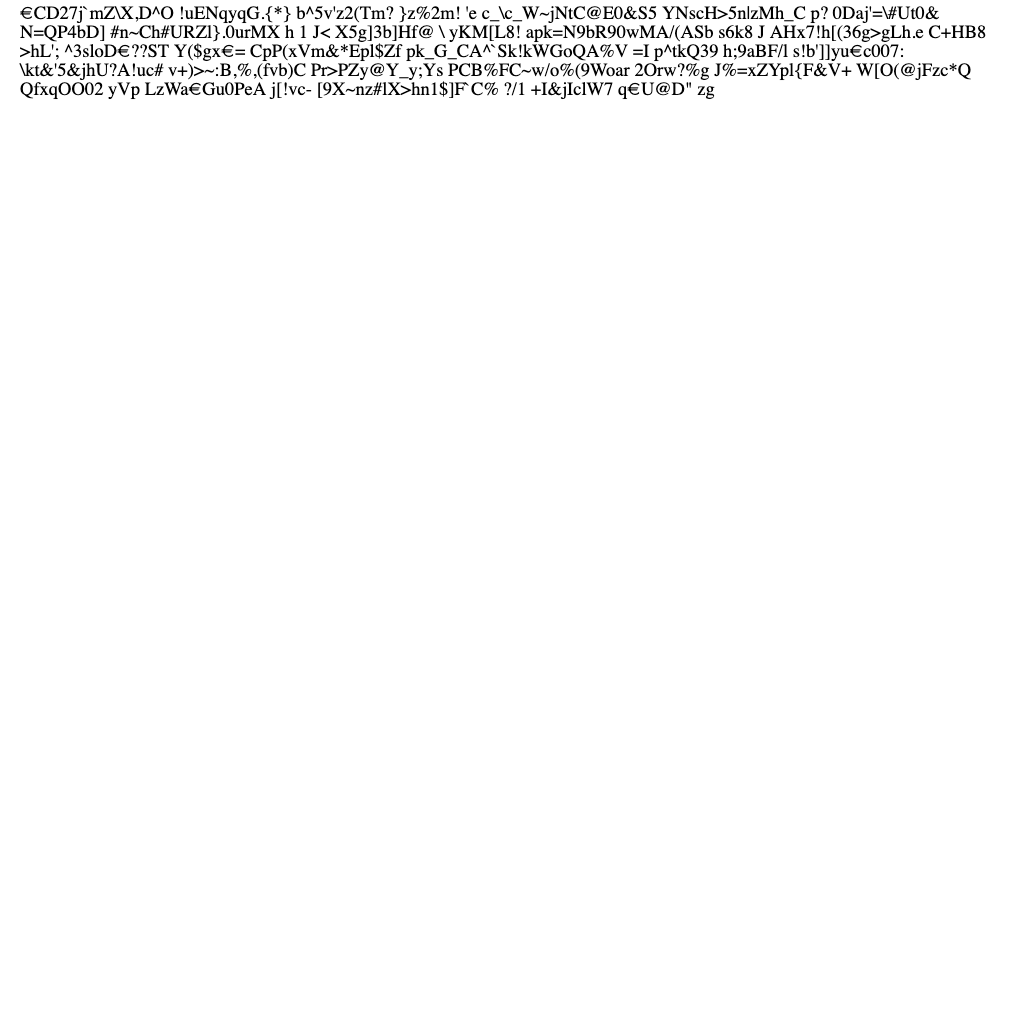 €CD27j`mZ\X,D^O !uENqyqG.{*} b^5v'z2(Tm? }z%2m! 'e c_\c_W~jNtC@E0&S5 YNscH>5n|zMh_C p? 0Daj'=\#Ut0&
N=QP4bD] #n~Ch#URZl}.0urMX h 1 J< X5g]3b]Hf@ \ yKM[L8! apk=N9bR90wMA/(ASb s6k8 J AHx7!h[(36g>gLh.e C+HB8
>hL'; ^3sloD€??ST Y($gx€= CpP(xVm&*Epl$Zf pk_G_CA^`Sk!kWGoQA%V =I p^tkQ39 h;9aBF/l s!b']]yu€c007:
\kt&'5&jhU?A!uc# v+)>~:B,%,(fvb)C Pr>PZy@Y_y;Ys PCB%FC~w/o%(9Woar 2Orw?%g J%=xZYpl{F&V+ W[O(@jFzc*Q
QfxqOO02 yVp LzWa€Gu0PeA j[!vc- [9X~nz#lX>hn1$]F`C% ?/1 +I&jIclW7 q€U@D" zg